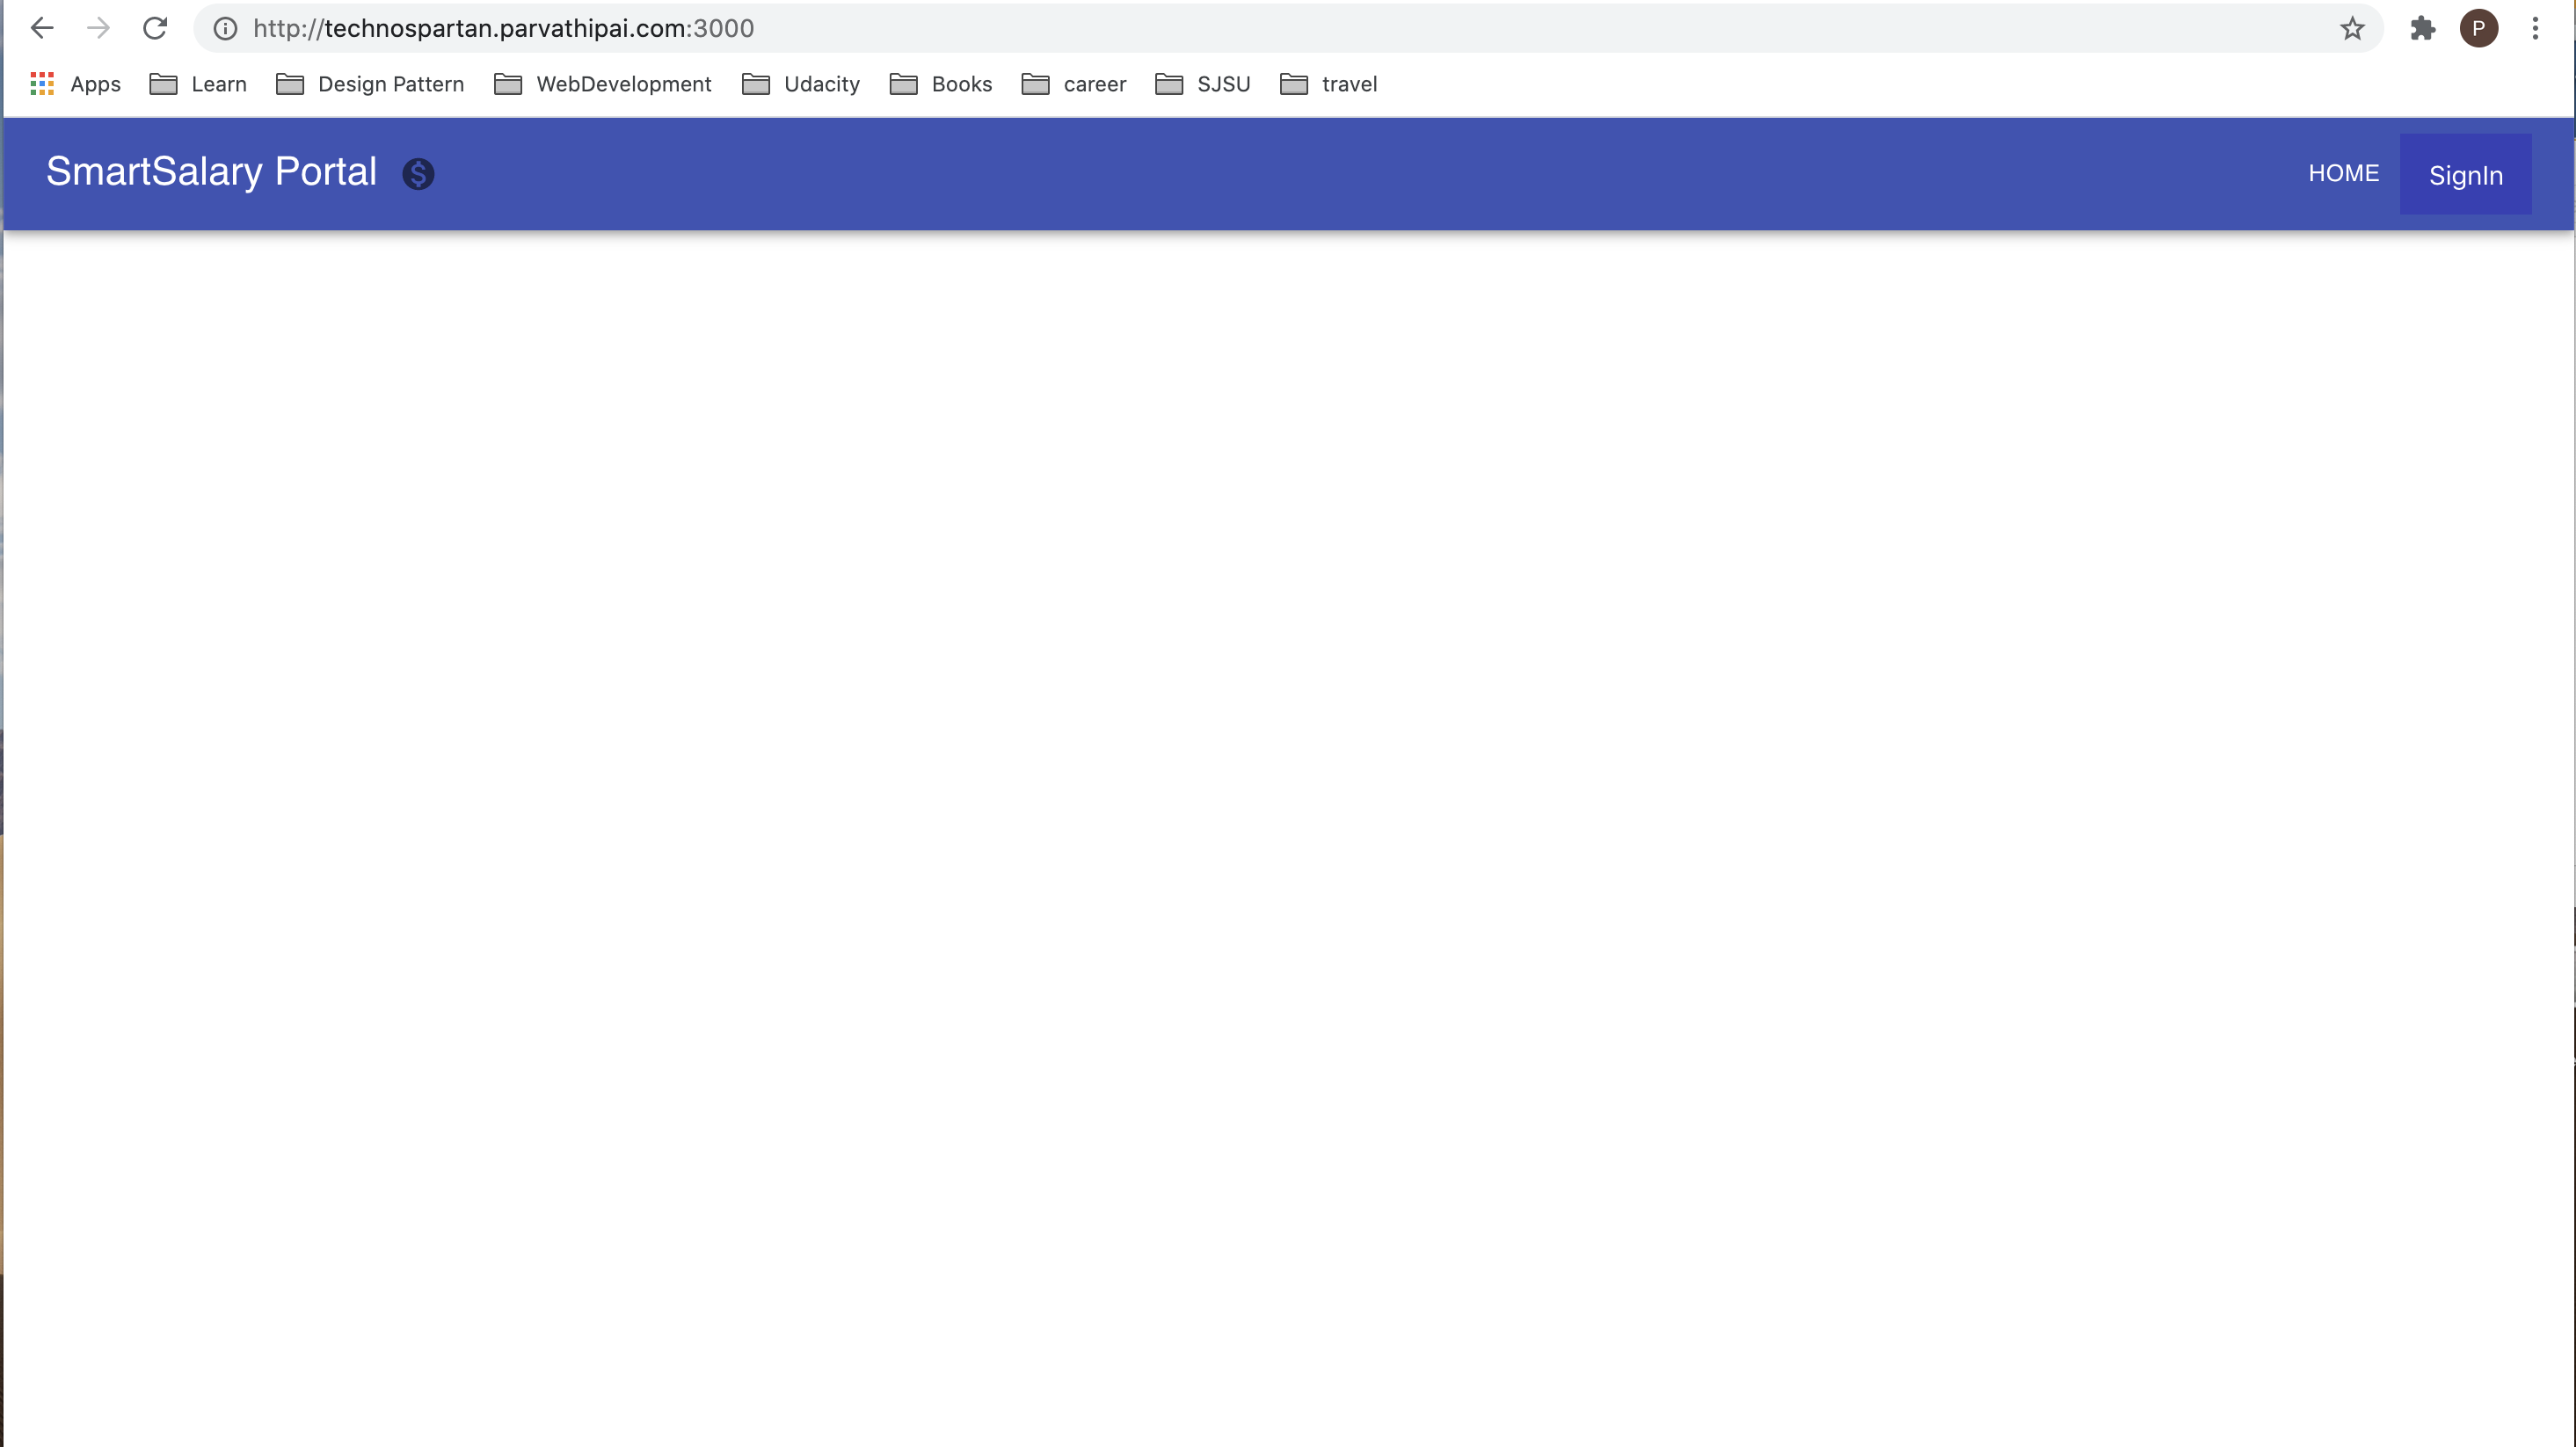 http://technospartan.parvathipai.com:3000
P
Apps Learn Design Pattern WebDevelopment Udacity Books career SJSU travel
SmartSalary Portal $ HOME SignIn